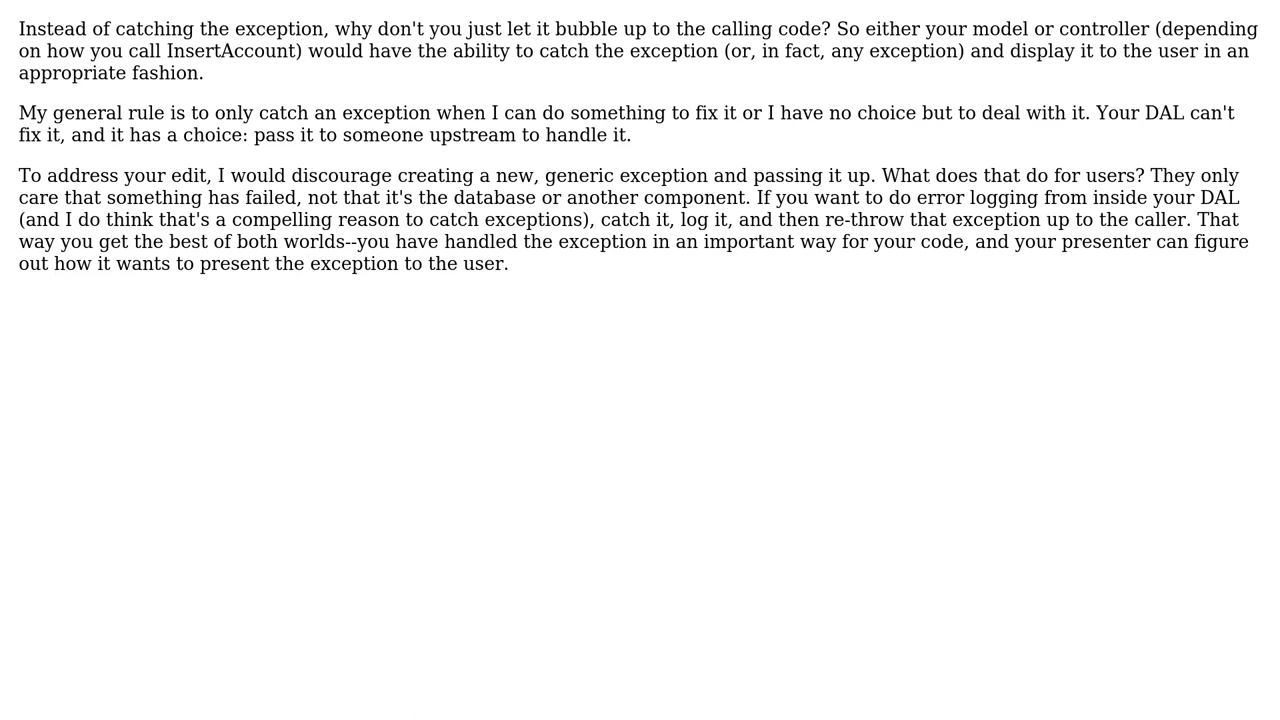 Instead of catching the exception, why don't you just let it bubble up to the calling code? So either your model or controller (depending
on how you call InsertAccount) would have the ability to catch the exception (or, in fact, any exception) and display it to the user in an
appropriate fashion.
My general rule is to only catch an exception when I can do something to fix it or I have no choice but to deal with it. Your DAL can't
fix it, and it has a choice: pass it to someone upstream to handle it.
To address your edit, I would discourage creating a new, generic exception and passing it up. What does that do for users? They only
care that something has failed, not that it's the database or another component. If you want to do error logging from inside your DAL
(and I do think that's a compelling reason to catch exceptions), catch it, log it, and then re-throw that exception up to the caller. That
way you get the best of both worlds--you have handled the exception in an important way for your code, and your presenter can figure
out how it wants to present the exception to the user.